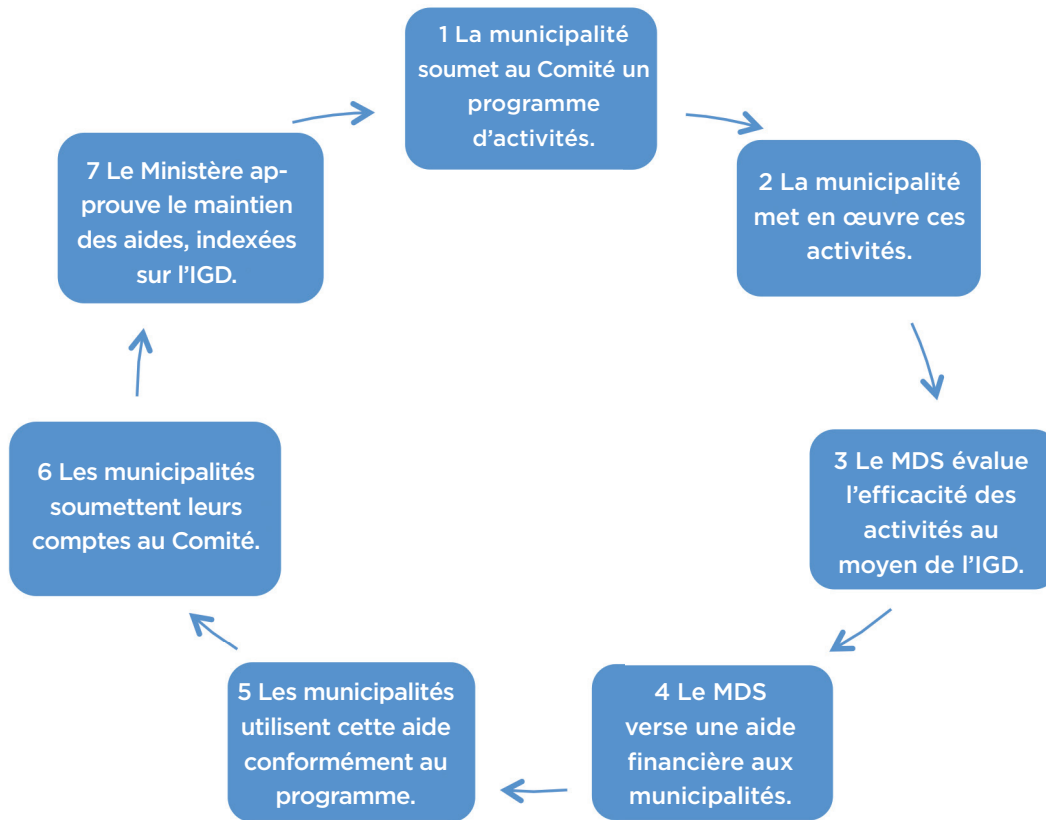 1 La municipalité
soumet au Comité un
programme
d’activités.
2 La municipalité
met en œuvre ces
activités.
3 Le MDS évalue
l’efficacité des
activités au
moyen de l’IGD.
4 Le MDS
verse une aide
financière aux
municipalités.
5 Les municipalités
utilisent cette aide
conformément au
programme.
6 Les municipalités
soumettent leurs
comptes au Comité.
7 Le Ministère ap-
prouve le maintien
des aides, indexées
sur l’IGD.